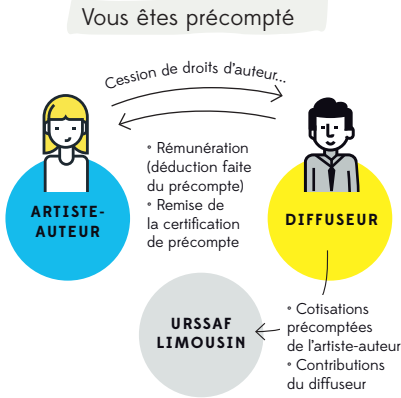 Vous êtes précompté
Cession de droits d'auteur...
° Rémunération
(déduction faite
du précompte)
° Remise de
la certification
de précompte
ARTISTE-
AUTEUR
DIFFUSEUR
URSSAF
LIMOUSIN
° Cotisations
précomptées
de l'artiste-auteur
° Contributions
du diffuseur